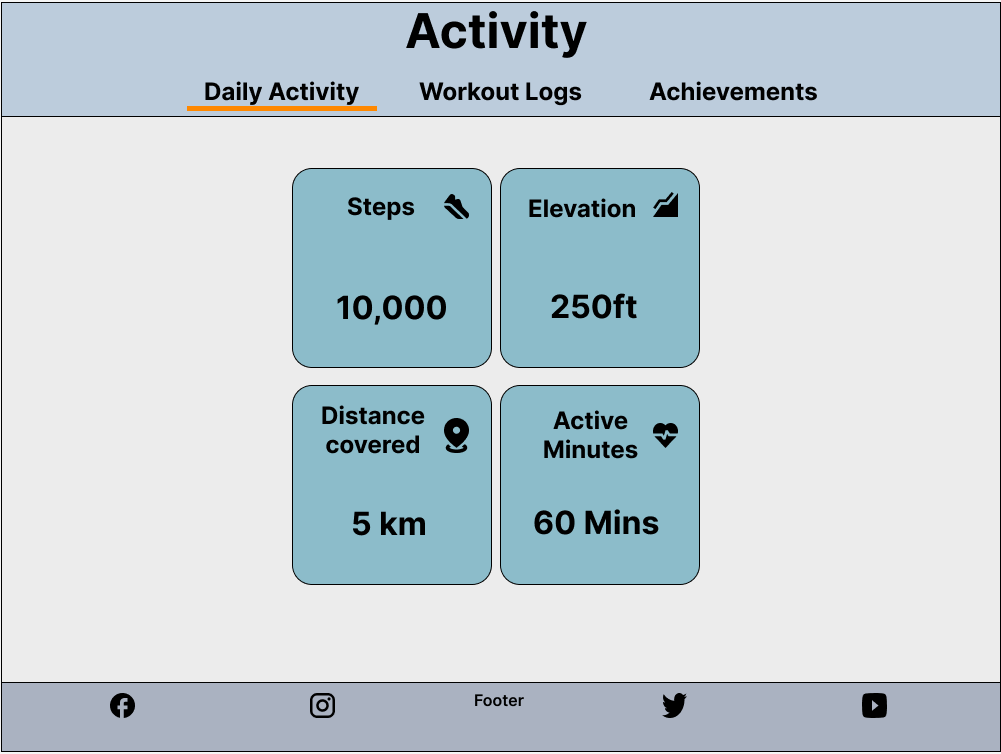 Activity
Daily Activity
Workout Logs
Achievements
Steps
Elevation
10,000
250ft
Distance
covered
Active
Minutes
5 km
60 Mins
Footer